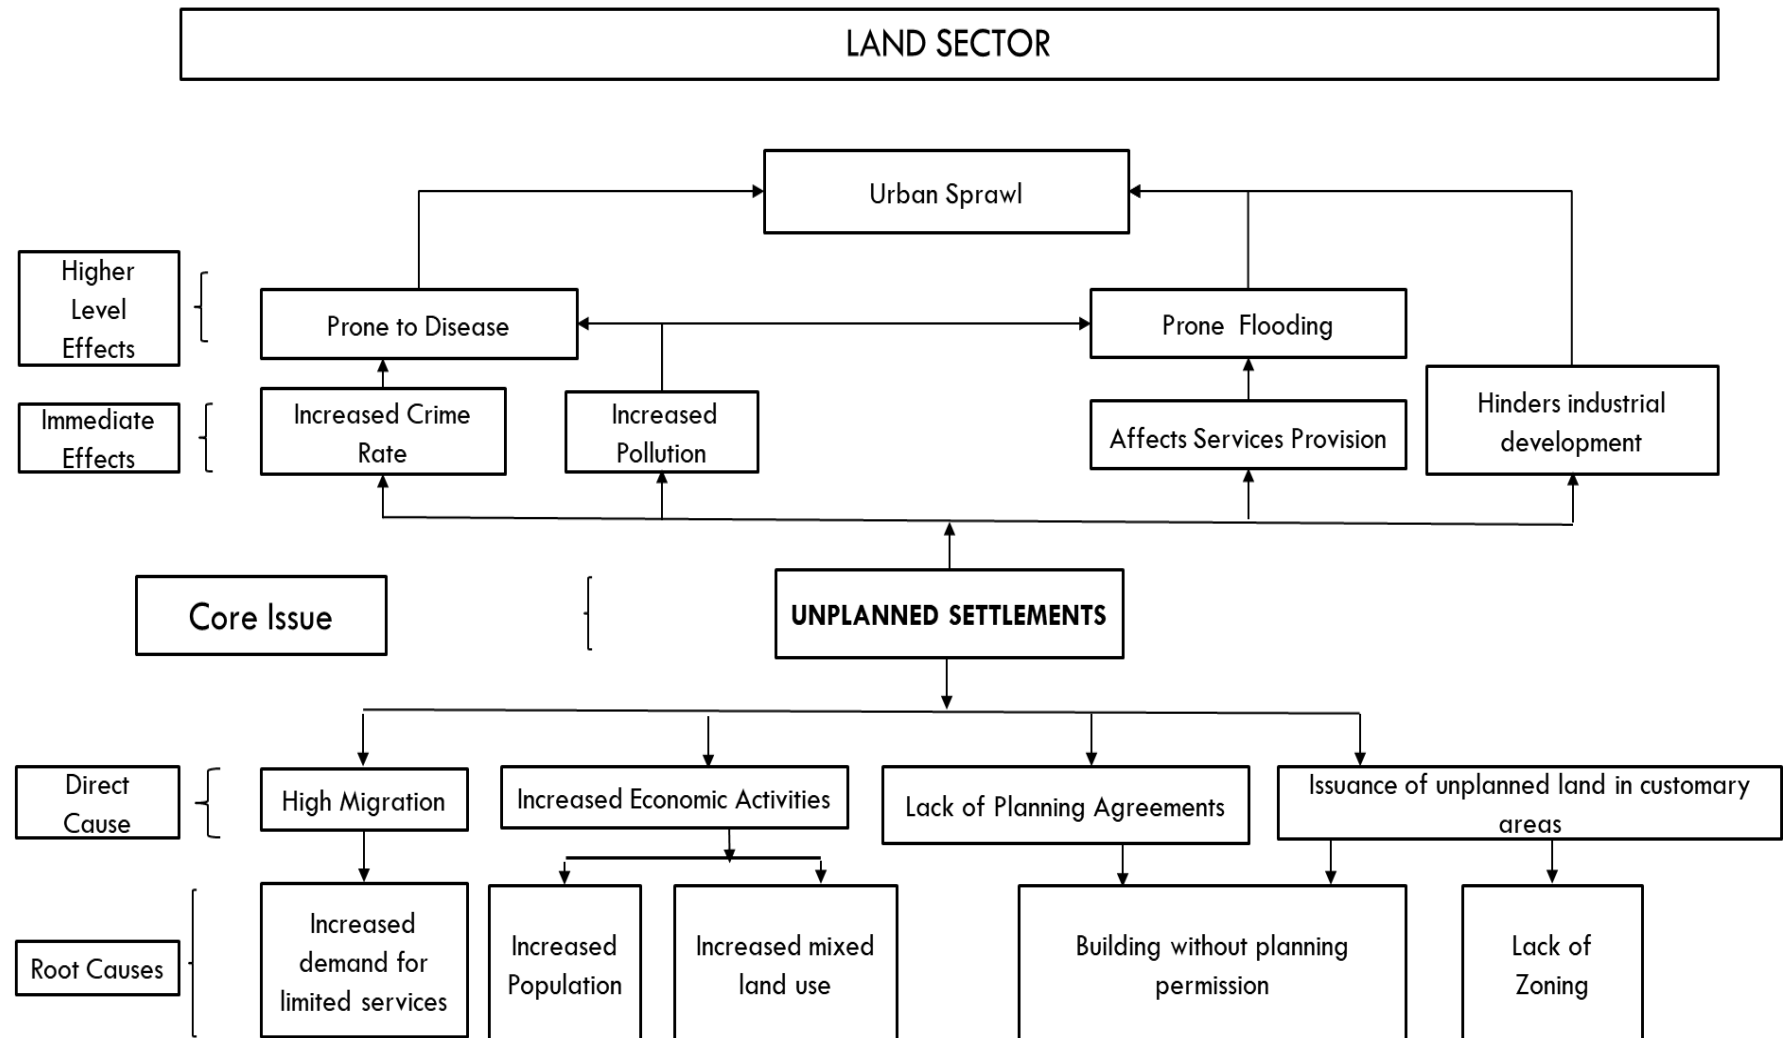 LAND SECTOR
Urban Sprawl
Higher
Level
Effects
Prone to Disease
Prone Flooding
Immediate
Effects
Increased Crime
Rate
Increased
Pollution
Affects Services Provision
Hinders industrial
development
Core Issue
UNPLANNED SETTLEMENTS
Direct
Cause
High Migration
Increased Economic Activities
Lack of Planning Agreements
Issuance of unplanned land in customary
areas
Root Causes
Increased
demand for
limited services
Increased
Population
Increased mixed
land use
Building without planning
permission
Lack of
Zoning